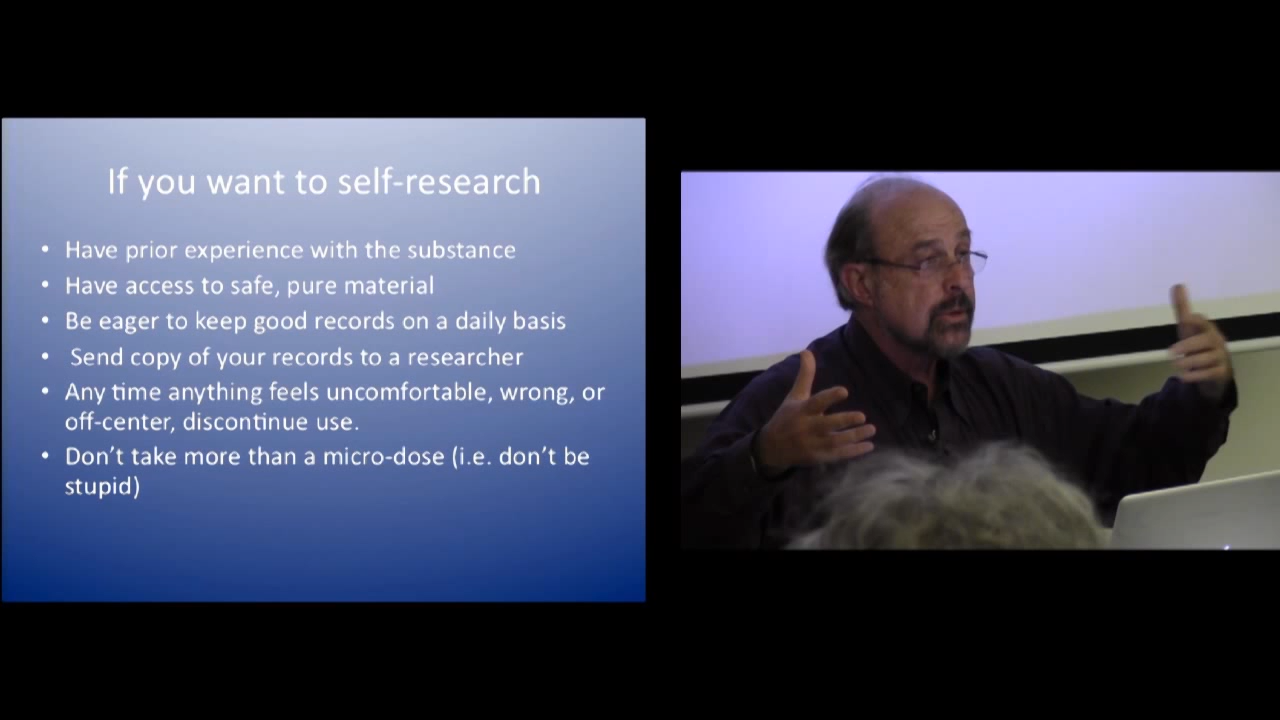 If you want to self-research
• Have prior experience with the substance
• Have access to safe, pure material
• Be eager to keep good records on a daily basis
• Send copy of your records to a researcher
• Any time anything feels uncomfortable, wrong, or
off-center, discontinue use.
• Don't take more than a micro-dose (i.e. don't be
stupid)